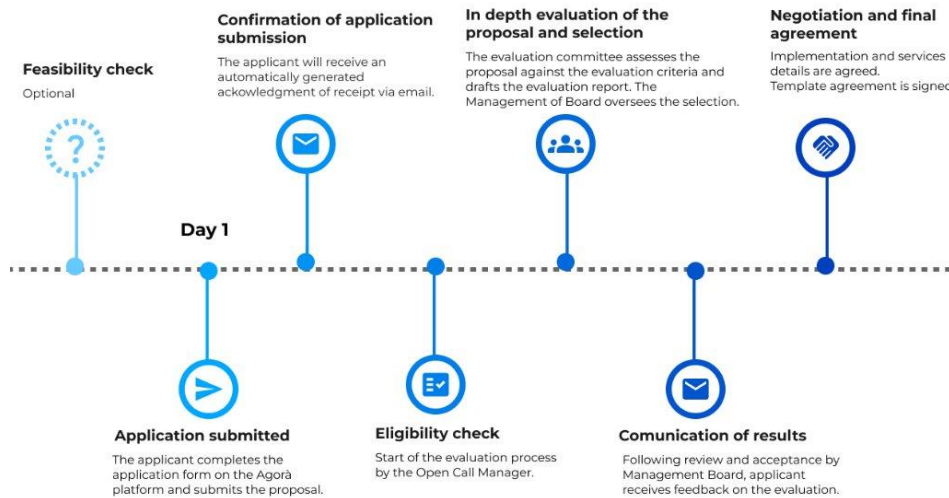 Feasibility check
Optional
Day 1
Application submitted
The applicant completes the
application form on the Agorà
platform and submits the proposal.
Confirmation of application
submission
The applicant will receive an
automatically generated
ackowledgment of receipt via email.
Eligibility check
Start of the evaluation process
by the Open Call Manager.
In depth evaluation of the
proposal and selection
The evaluation committee assesses the
proposal against the evaluation criteria and
drafts the evaluation report. The
Management of Board oversees the selection.
Comunication of results
Following review and acceptance by
Management Board, applicant
receives feedback on the evaluation.
Negotiation and final
agreement
Implementation and services
details are agreed.
Template agreement is signed